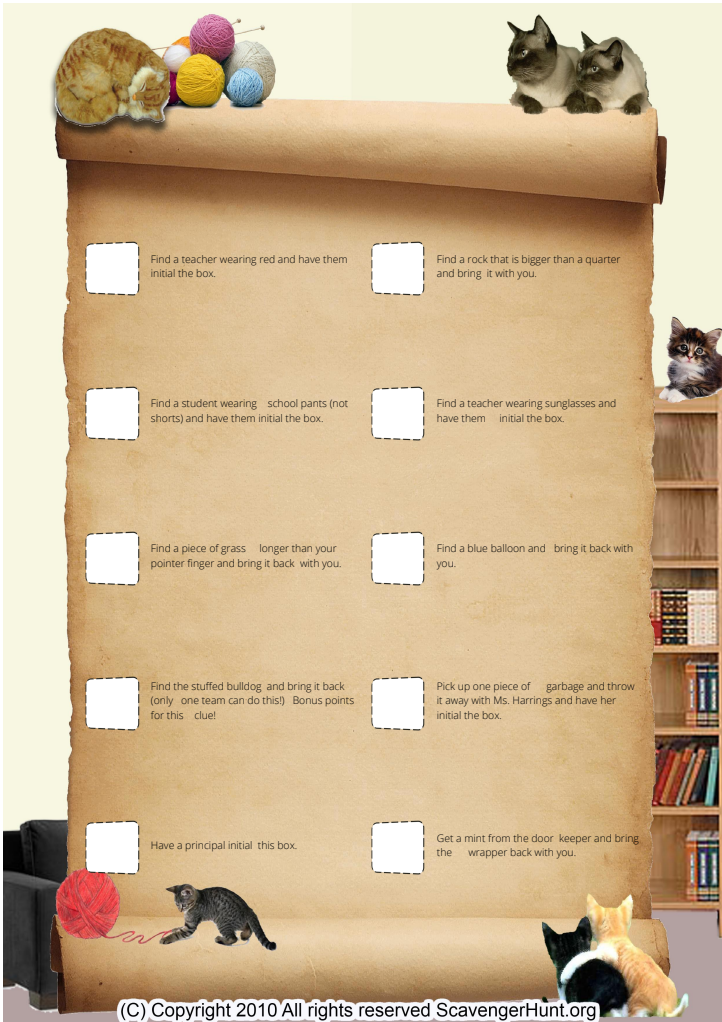 Find a teacher wearing red and have them
initial the box.
Find a rock that is bigger than a quarter
and bring it with you.
Find a student wearing school pants (not
shorts) and have them initial the box.
Find a teacher wearing sunglasses and
have them initial the box.
Find a piece of grass longer than your
pointer finger and bring it back with you.
Find a blue balloon and bring it back with
you.
Find the stuffed bulldog and bring it back
(only one team can do this!) Bonus points
for this clue!
Pick up one piece of garbage and throw
it away with Ms. Harrings and have her
initial the box.
Have a principal initial this box.
Get a mint from the door keeper and bring
the wrapper back with you.
(C) Copyright 2010 All rights reserved ScavengerHunt.org